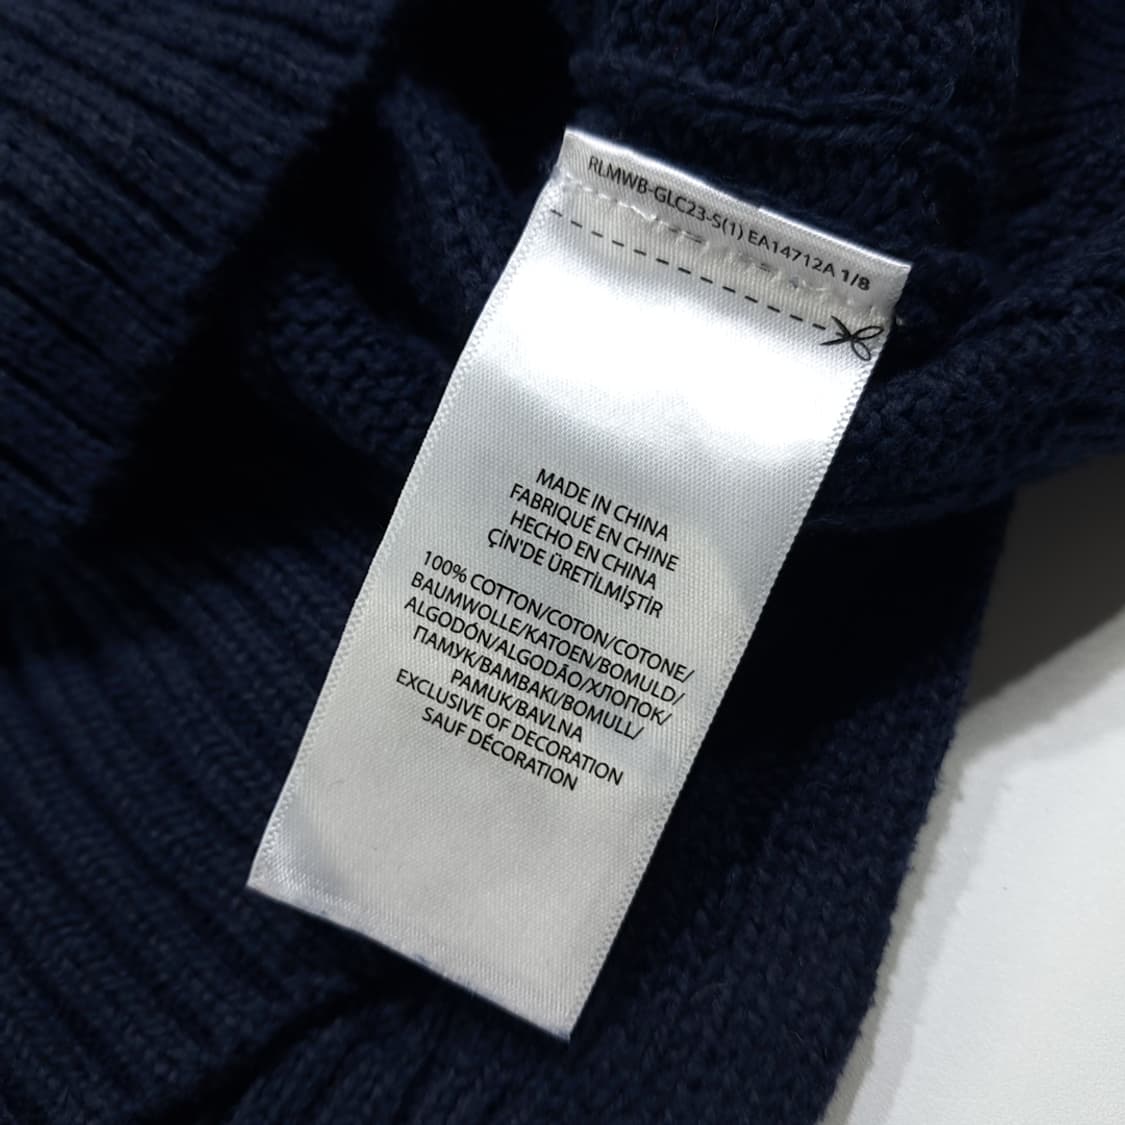 RLMWB-GLC23-S(1) EA14712A 1/8
MADE IN CHINA
FABRIQUÉ EN CHINE
HECHO EN CHINA
ÇİN'DE ÜRETİLMİŞTİR
100% COTTON/COTON/COTONE/
BAUMWOLLE/KATOEN/BOMULD/
ALGODÓN/ALGODÃO/ХЛОПОК/
ПАМУК/BAMBAKI/BOMULL/
PAMUK/BAVLNA
EXCLUSIVE OF DECORATION
SAUF DÉCORATION